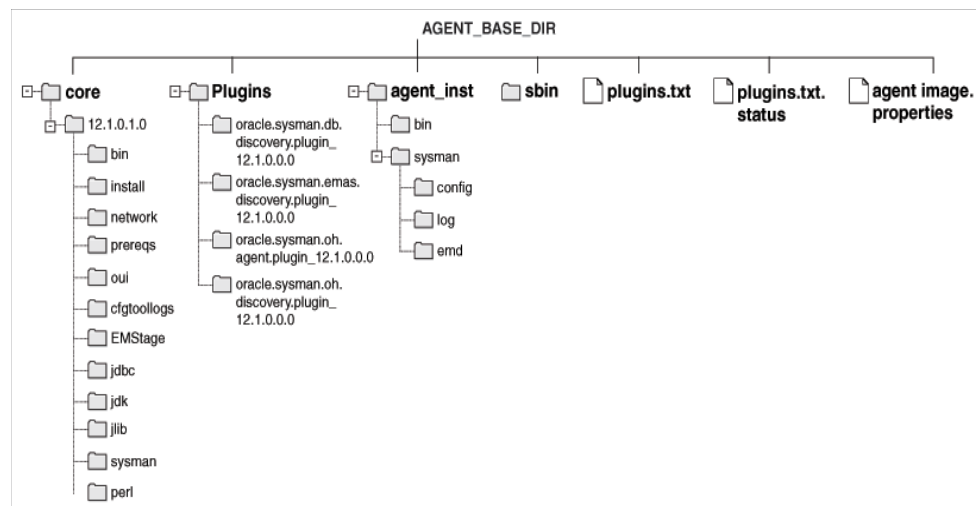 AGENT_BASE_DIR
core
Plugins
agent_inst
sbin
plugins.txt
plugins.txt.
status
agent image.
properties
12.1.0.1.0
bin
install
network
prereqs
oui
cfgtoollogs
EMStage
jdbc
jdk
jlib
sysman
perl
oracle.sysman.db.
discovery.plugin_
12.1.0.0.0
oracle.sysman.emas.
discovery.plugin_
12.1.0.0.0
oracle.sysman.oh.
agent.plugin_12.1.0.0.0
oracle.sysman.oh.
discovery.plugin_
12.1.0.0.0
bin
sysman
config
log
emd